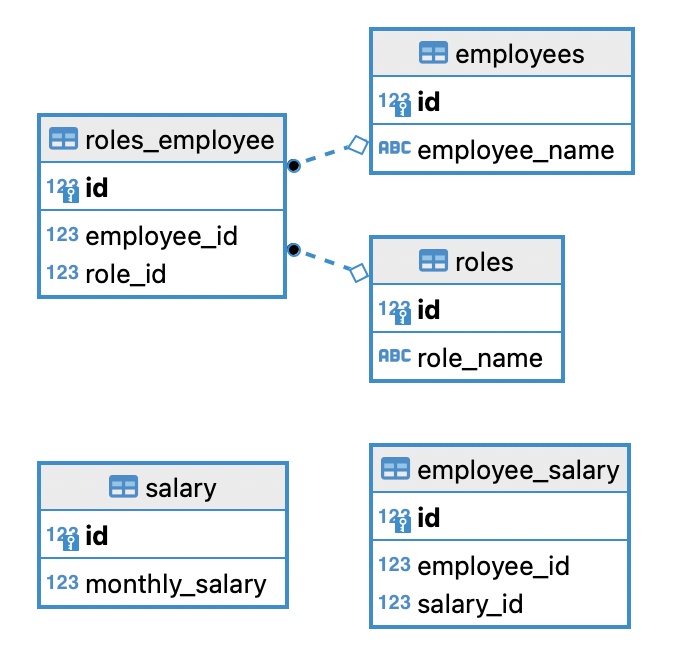 employees
123 id
ABC employee_name
roles_employee
123 id
123 employee_id
123 role_id
roles
123 id
ABC role_name
salary
123 id
123 monthly_salary
employee_salary
123 id
123 employee_id
123 salary_id